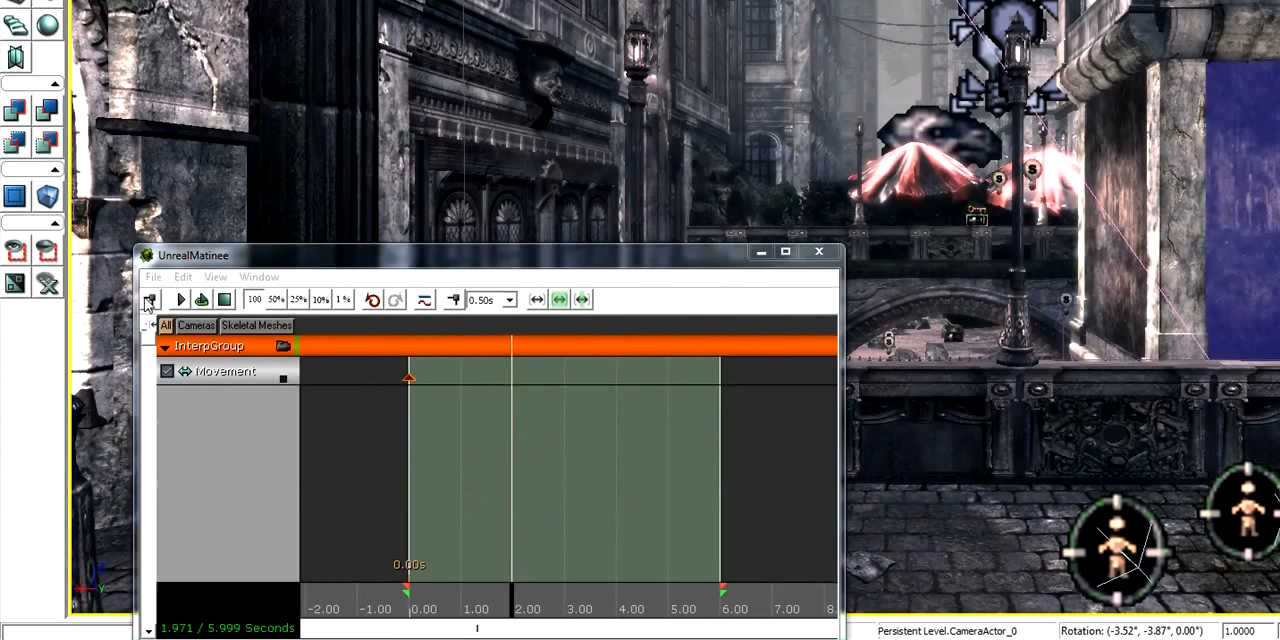 UnrealMatinee
File Edit View Window
100 50% 25% 10% 1 % 0.50s
All Cameras Skeletal Meshes
InterpGroup
Movement
S S
S
0.00s
-2.00 -1.00 0.00 1.00 2.00 3.00 4.00 5.00 6.00 7.00 8.
1.971 / 5.999 Seconds
Z
Y
Persistent Level.CameraActor_0 Rotation: (-3.52°, -3.87°, 0.00°) 1.0000